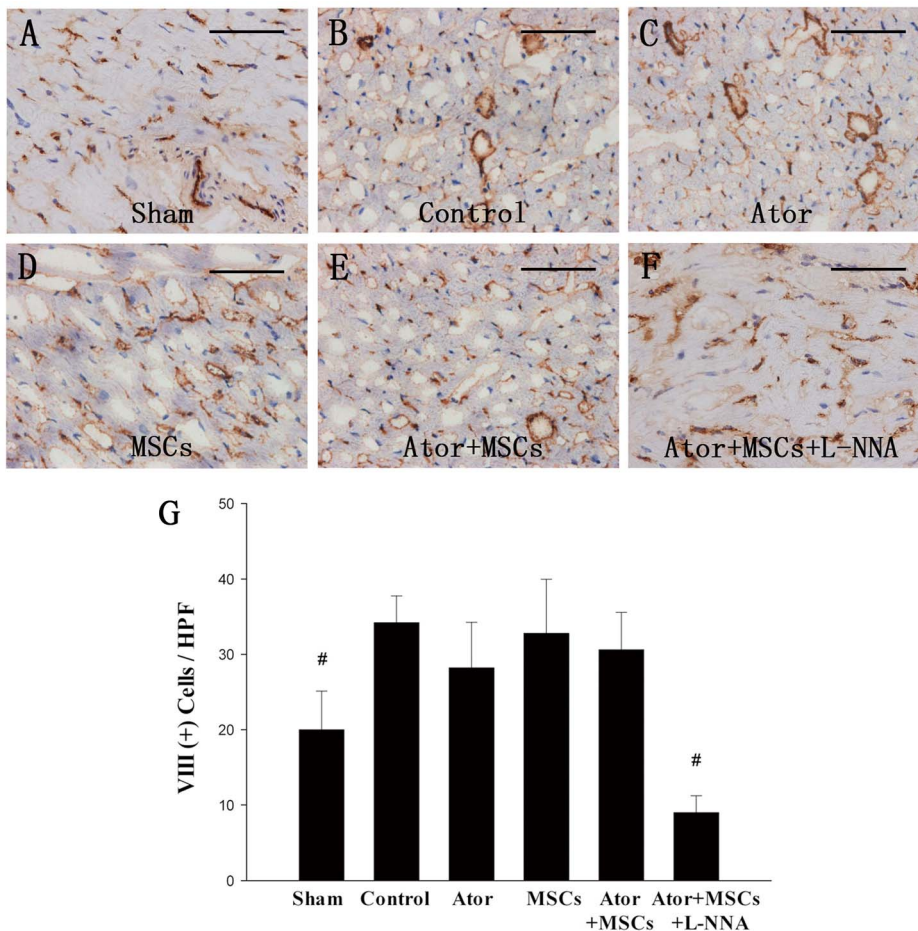 A
Sham
B
Control
C
Ator
D
MSCs
E
Ator+MSCs
F
Ator+MSCs+L-NNA
G
VIII (+) Cells / HPF
50
40
30
20
10
0
#
#
Sham Control Ator MSCs Ator Ator+MSCs
+MSCs +L-NNA